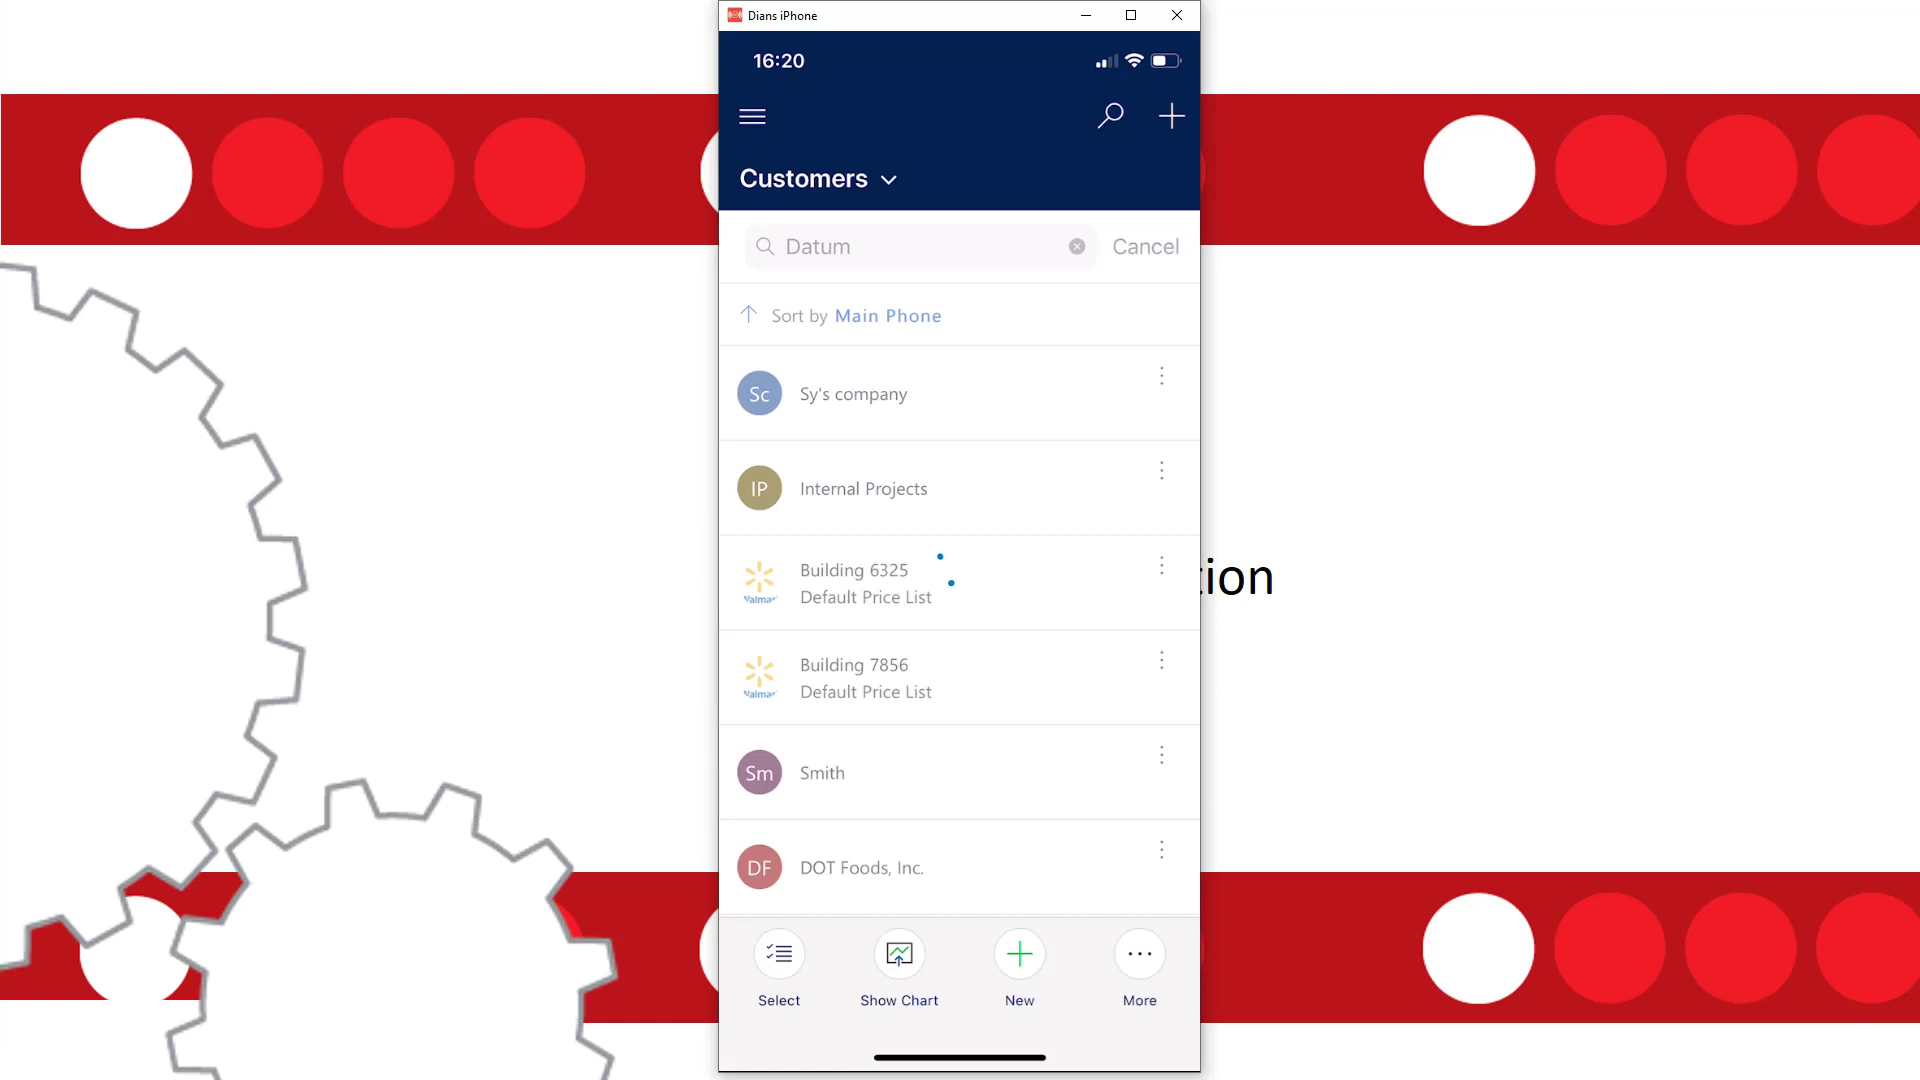 Dians iPhone
16:20
Customers
Datum
Cancel
Sort by Main Phone
Sc
Sy's company
IP
Internal Projects
Building 6325
Default Price List
Building 7856
Default Price List
Sm
Smith
DF
DOT Foods, Inc.
Select
Show Chart
New
More